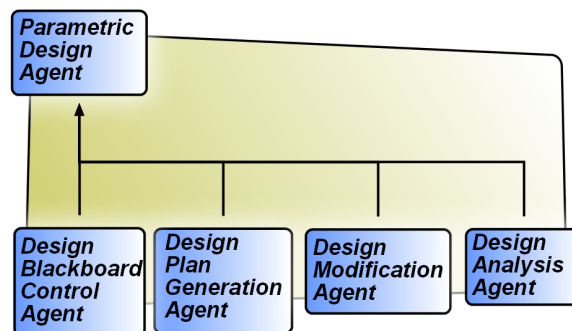 Parametric
Design
Agent
Design
Blackboard
Control
Agent
Design
Plan
Generation
Agent
Design
Modification
Agent
Design
Analysis
Agent